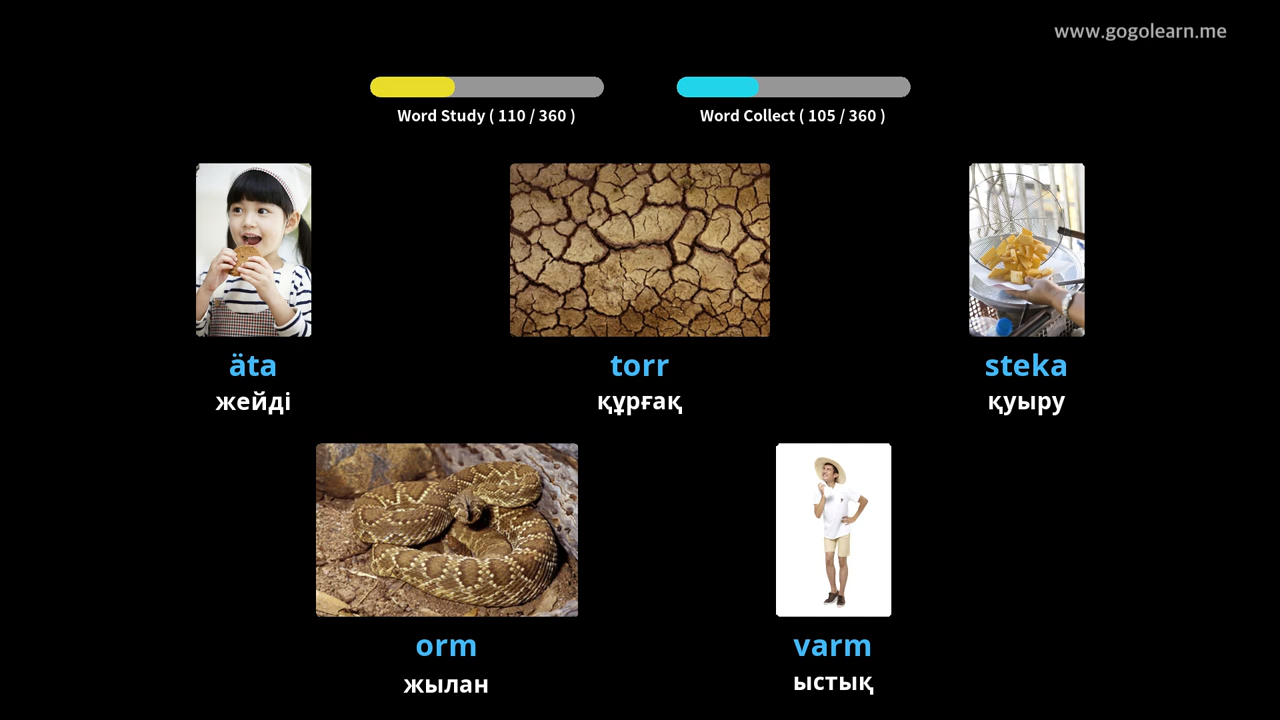 www.gogolearn.me
Word Study ( 110 / 360 )
Word Collect ( 105 / 360 )
äta
жейді
torr
құрғақ
steka
қуыру
orm
жылан
varm
ыстық